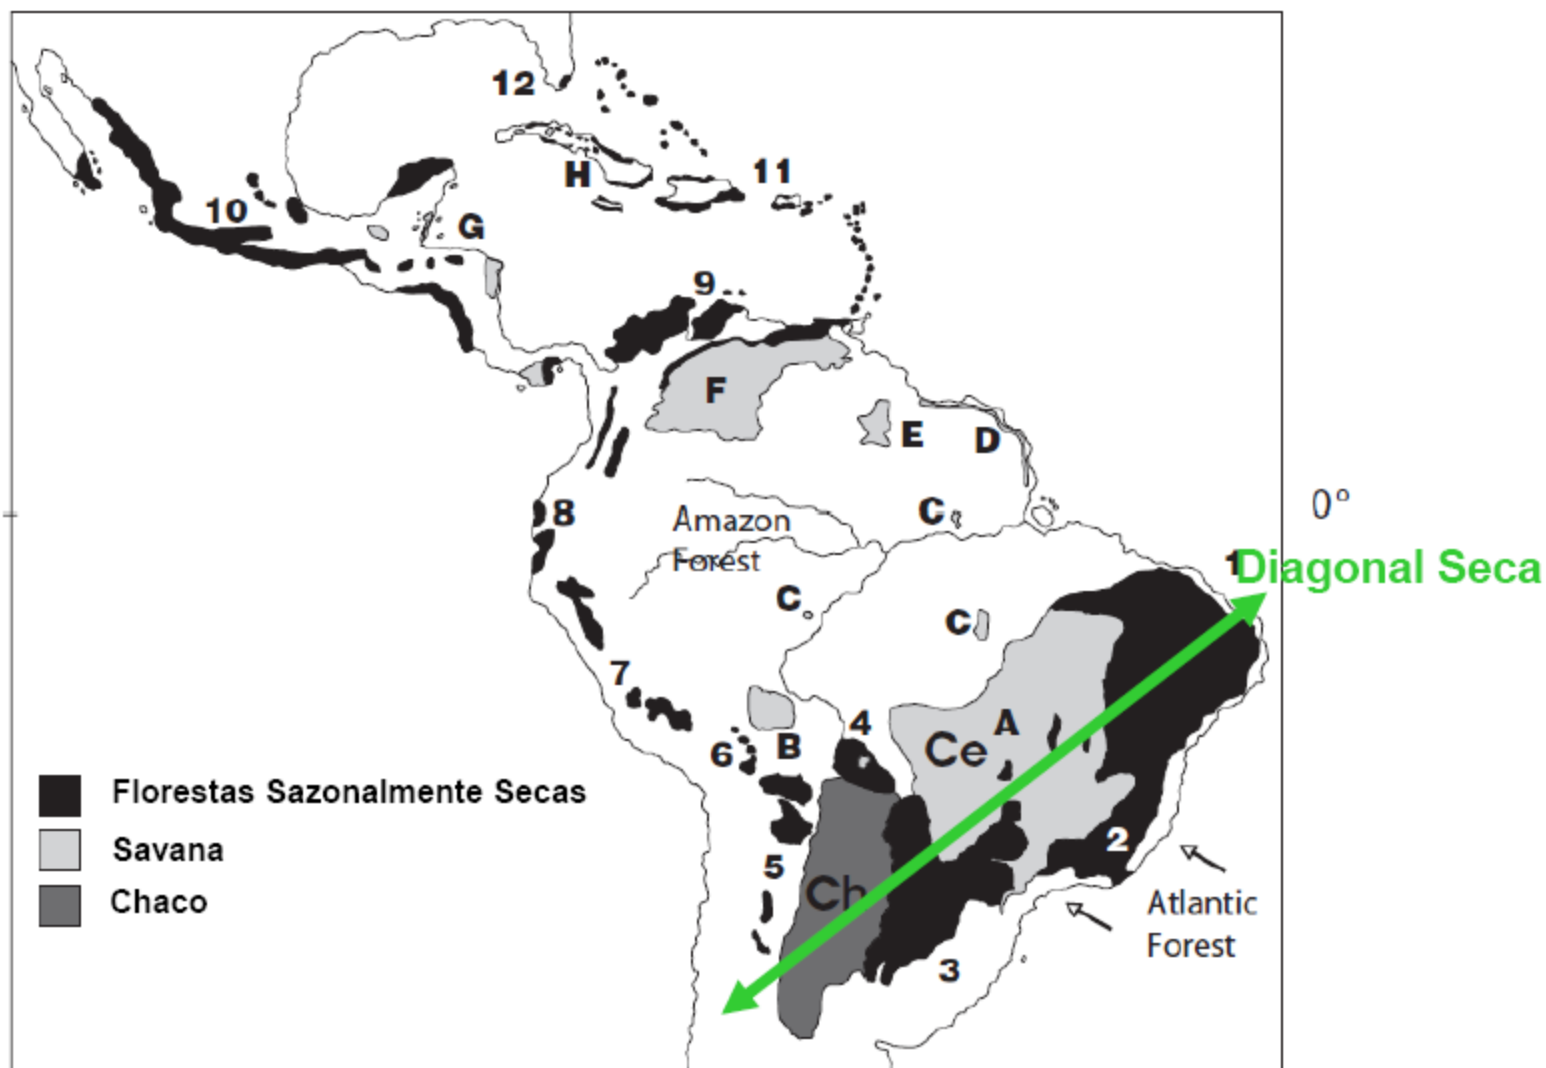 12
11
H
10
G
9
F
E
D
8
Amazon
Forest
C
0°
1
Diagonal Seca
C
C
7
4
A
Ce
6
B
Florestas Sazonalmente Secas
Savana
2
5
Ch
Chaco
Atlantic
Forest
3